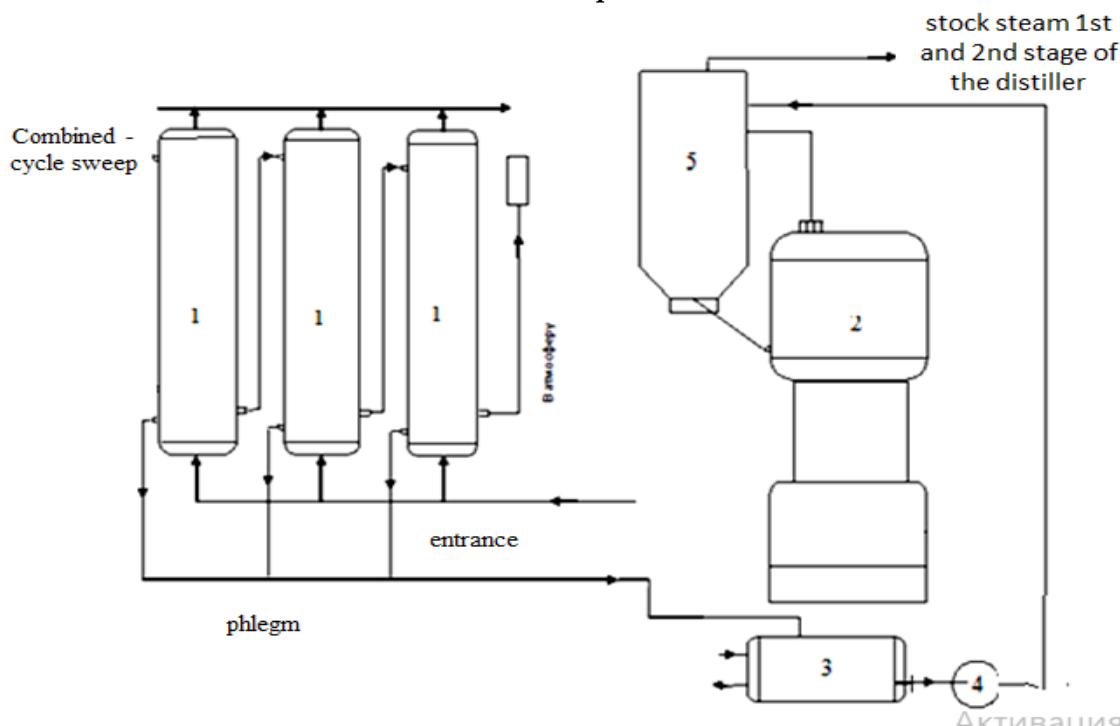 stock steam 1st
and 2nd stage of
the distiller
Combined -
cycle sweep
5
1
1
1
2
В атмосферу
entrance
phlegm
3
4
Активация